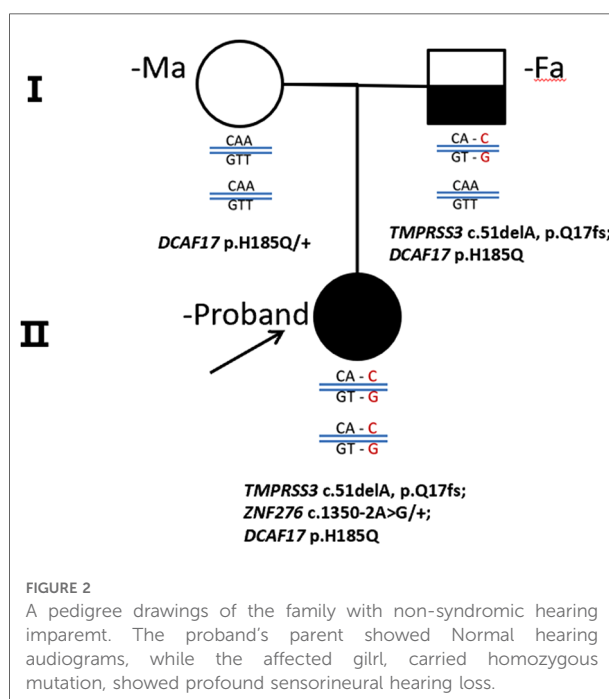 -Ma
-Fa
I
CAA
GTT
CAA
GTT
DCAF17 p.H185Q/+
CA - C
GT - G
CAA
GTT
TMPRSS3 c.51delA, p.Q17fs;
DCAF17 p.H185Q
-Proband
II
CA - C
GT - G
CA - C
GT - G
TMPRSS3 c.51delA, p.Q17fs;
ZNF276 c.1350-2A>G/+;
DCAF17 p.H185Q
FIGURE 2
A pedigree drawings of the family with non-syndromic hearing
imparemt. The proband's parent showed Normal hearing
audiograms, while the affected gilrl, carried homozygous
mutation, showed profound sensorineural hearing loss.